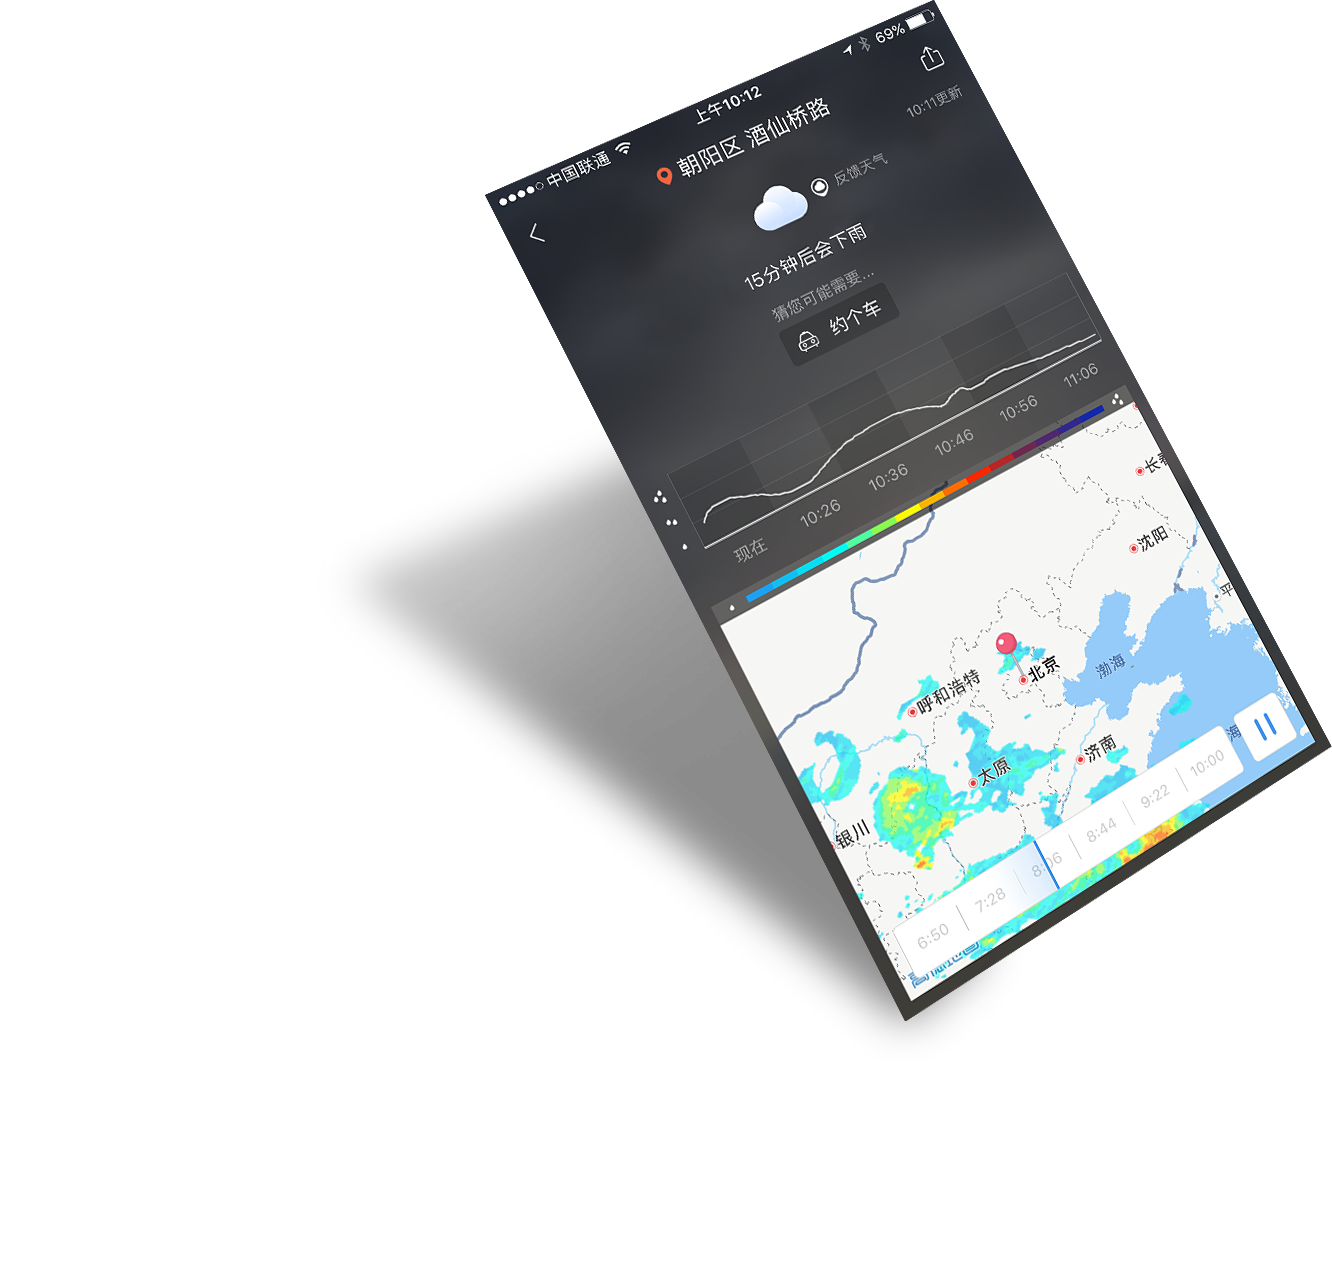 中国联通
上午10:12
69%
朝阳区 酒仙桥路
10:11更新
反馈天气
15分钟后会下雨
猜您可能需要...
约个车
现在
10:26
10:36
10:46
10:56
11:06
沈阳
渤海
北京
呼和浩特
济南
太原
银川
海
6:50
7:28
8:06
8:44
9:22
10:00